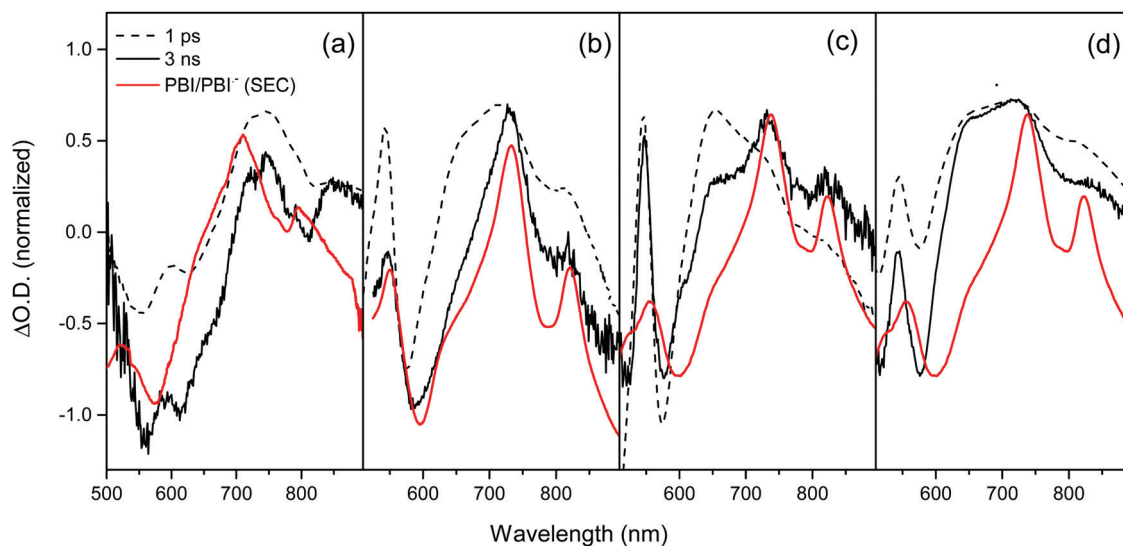 (a) (b) (c) (d)
1 ps
3 ns
PBI/PBI·⁻ (SEC)
1.0
0.5
0.0
-0.5
-1.0
ΔO.D. (normalized)
500 600 700 800 600 700 800 600 700 800 600 700 800
Wavelength (nm)